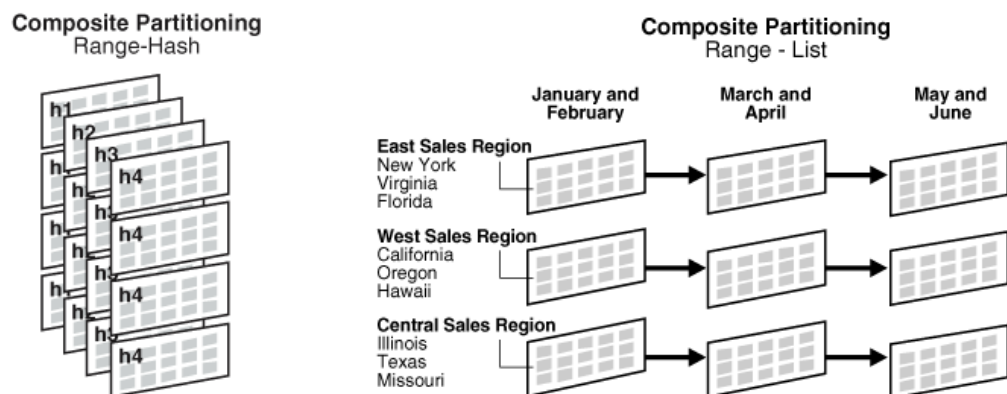 Composite Partitioning
Range-Hash
h1
h2
h3
h4
h4
h4
h4
Composite Partitioning
Range - List
January and
February
March and
April
May and
June
East Sales Region
New York
Virginia
Florida
West Sales Region
California
Oregon
Hawaii
Central Sales Region
Illinois
Texas
Missouri